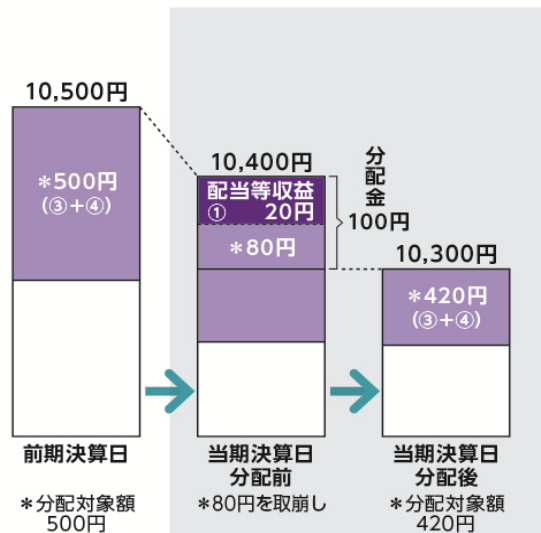 10,500円
＊500円
(③＋④)
前期決算日
＊分配対象額
500円
10,400円
配当等収益
① 20円
＊80円
分配金
100円
当期決算日
分配前
＊80円を取崩し
10,300円
＊420円
(③＋④)
当期決算日
分配後
＊分配対象額
420円